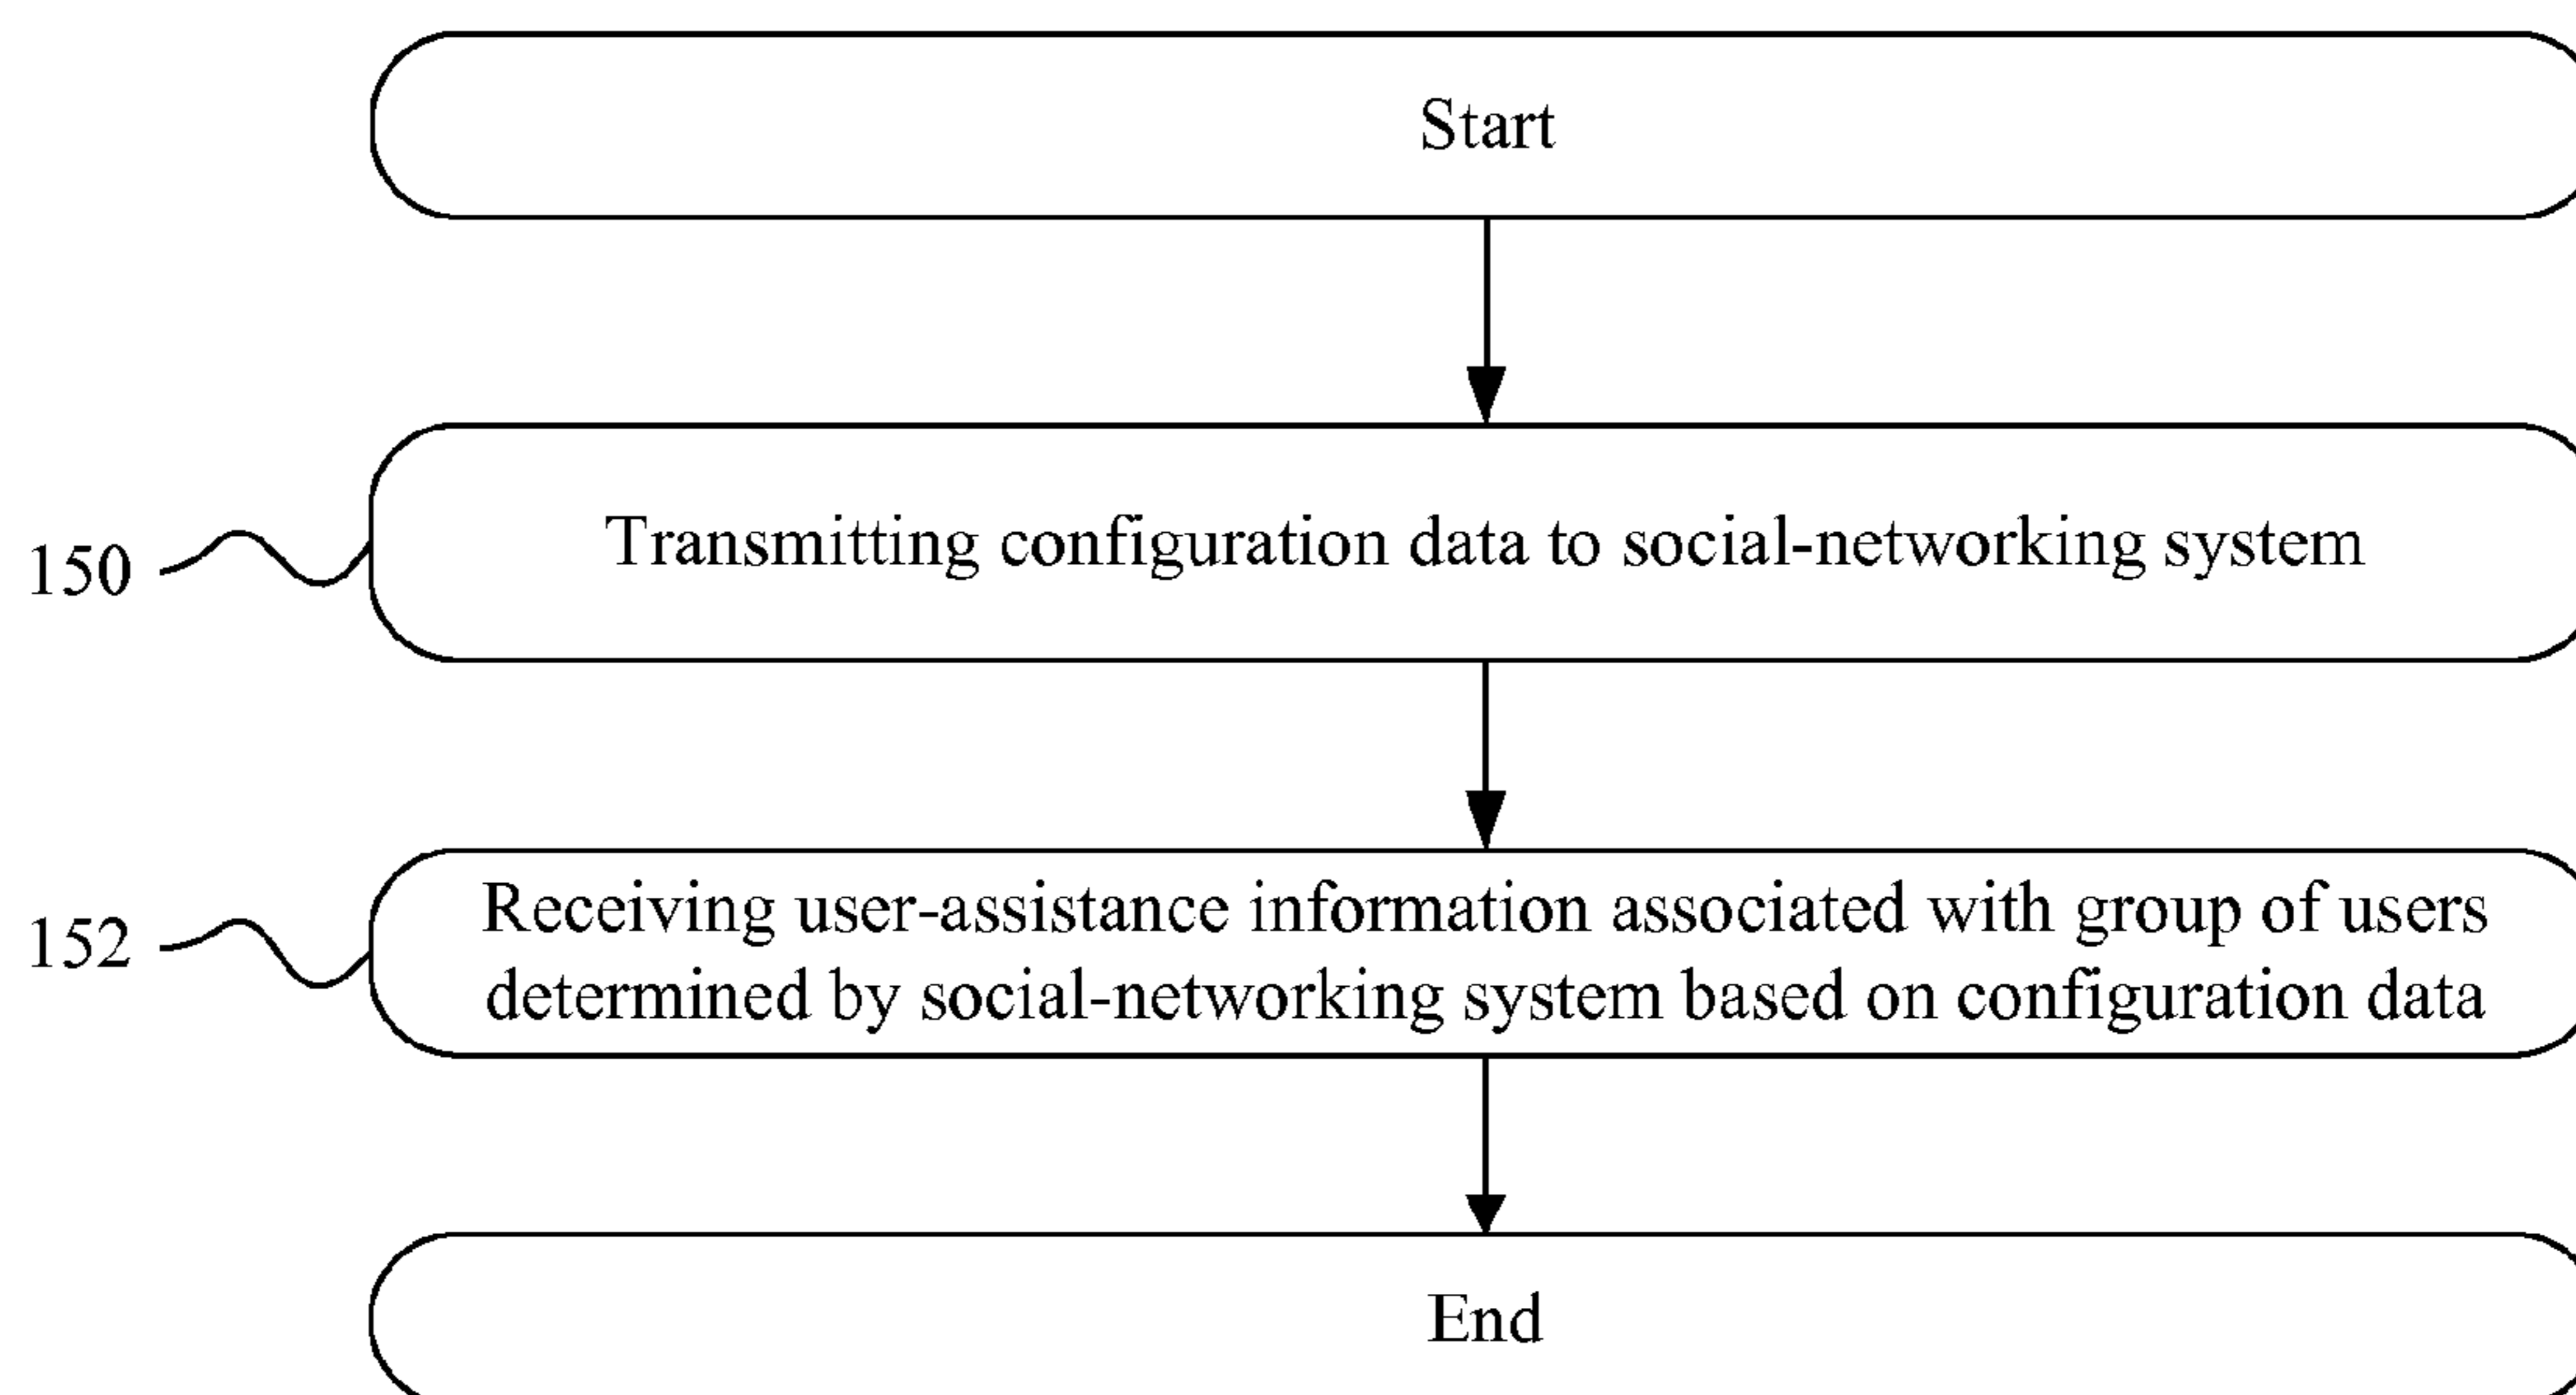 Start
150
Transmitting configuration data to social-networking system
152
Receiving user-assistance information associated with group of users
determined by social-networking system based on configuration data
End